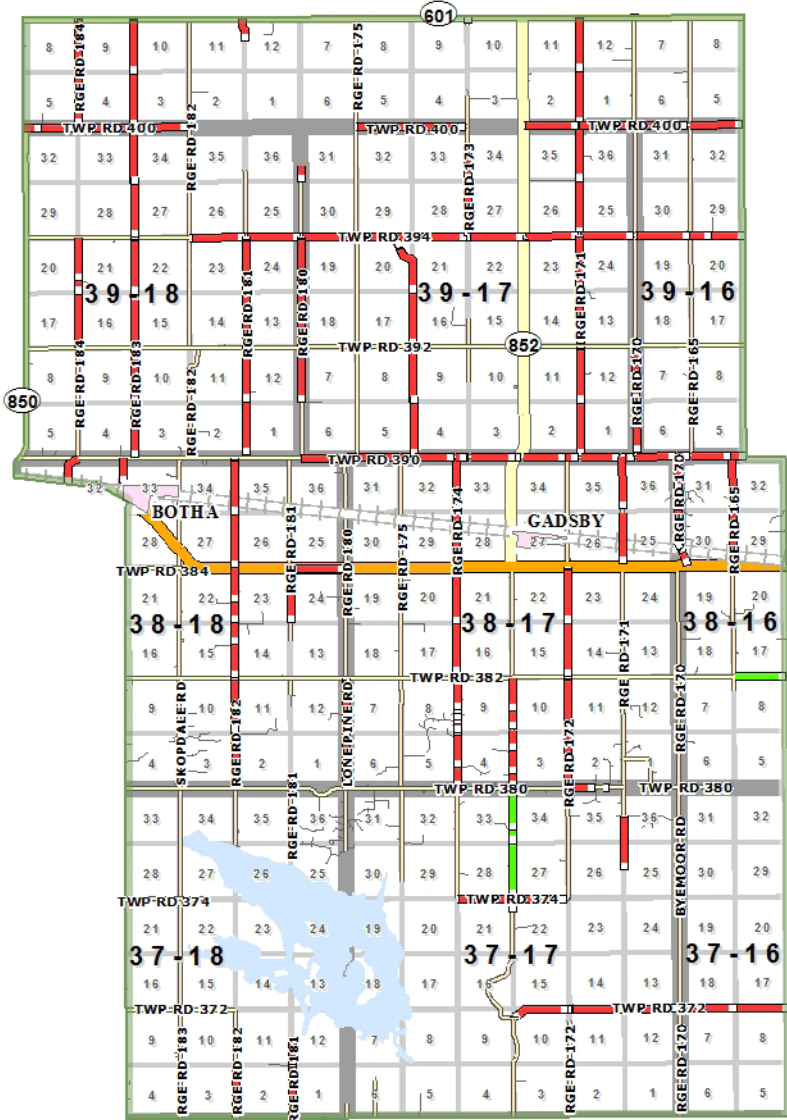 601
8 9 10 11 12 7 8 9 10 11 12 7 8
RGE RD 184
RGE RD 175
5 4 3 2 1 6 5 4 3 2 1 6 5
RGE RD 182
TWP RD 400
TWP RD 400
TWP RD 400
32 33 34 35 36 31 32 33 34 35 36 31 32
RGE RD 173
29 28 27 26 25 30 29 28 27 26 25 30 29
TWP RD 394
20 21 22 23 24 19 20 21 22 23 24 19 20
39-18
39-17
39-16
RGE RD 181
RGE RD 180
RGE RD 171
17 16 15 14 13 18 17 16 15 14 13 18 17
TWP RD 392
852
RGE RD 184
RGE RD 183
RGE RD 182
RGE RD 170
RGE RD 165
8 9 10 11 12 7 8 9 10 11 12 7 8
850
5 4 3 2 1 6 5 4 3 2 1 6 5
TWP RD 390
32 33 34 35 36 31 32 33 34 35 36 31 32
BOTHA
GADSBY
RGE RD 181
RGE RD 180
RGE RD 175
RGE RD 174
RGE RD 170
RGE RD 165
28 27 26 25 30 29 28 27 26 25 30 29
TWP RD 384
21 22 23 24 19 20 21 22 23 24 19 20
38-18
38-17
38-16
16 15 14 13 18 17 16 15 14 13 18 17
RGE RD 171
TWP RD 382
9 10 11 12 7 8 9 10 11 12 7 8
SKOPDALE RD
RGE RD 182
LONE PINE RD
RGE RD 172
RGE RD 170
4 3 2 1 6 5 4 3 2 1 6 5
TWP RD 380
TWP RD 380
RGE RD 181
33 34 35 36 31 32 33 34 35 36 31 32
BYEMOOR RD
28 27 26 25 30 29 28 27 26 25 30 29
TWP RD 374
TWP RD 374
21 22 23 24 19 20 21 22 23 24 19 20
37-18
37-17
37-16
16 15 14 13 18 17 16 15 14 13 18 17
TWP RD 372
TWP RD 372
9 10 11 12 7 8 9 10 11 12 7 8
RGE RD 183
RGE RD 182
RGE RD 181
RGE RD 172
RGE RD 170
4 3 2 1 6 5 4 3 2 1 6 5